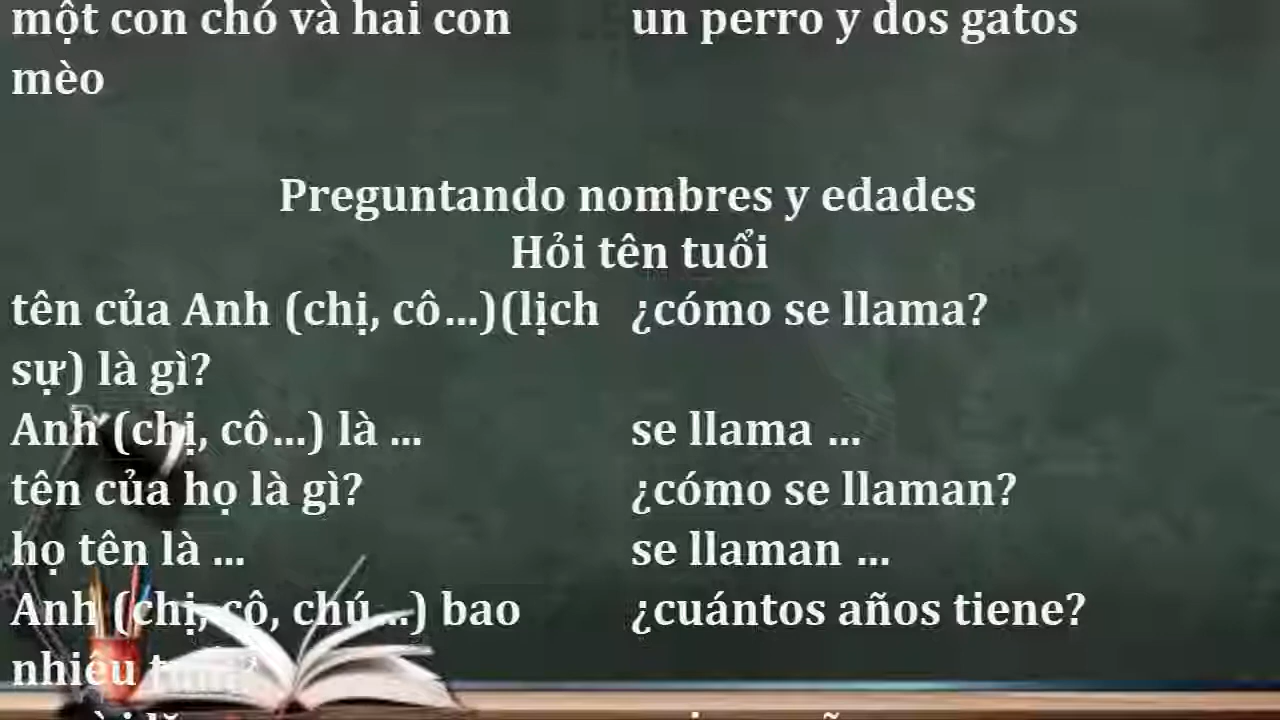 một con chó và hai con    un perro y dos gatos
mèo
Preguntando nombres y edades
Hỏi tên tuổi
tên của Anh (chị, cô...)(lịch    ¿cómo se llama?
sự) là gì?
Anh (chị, cô...) là ...    se llama ...
tên của họ là gì?    ¿cómo se llaman?
họ tên là ...    se llaman ...
Anh (chị, cô, chú...) bao    ¿cuántos años tiene?
nhiêu tuổi?